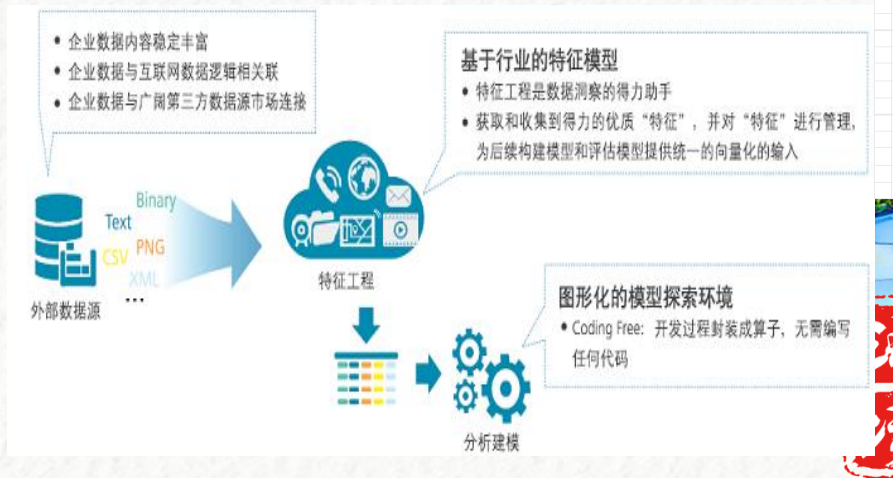 • 企业数据内容稳定丰富
• 企业数据与互联网数据逻辑相关联
• 企业数据与广阔第三方数据源市场连接
基于行业的特征模型
• 特征工程是数据洞察的得力助手
• 获取和收集到得力的优质“特征”，并对“特征”进行管理，
为后续构建模型和评估模型提供统一的向量化的输入
Binary
Text
PNG
CSV
XML
...
外部数据源
特征工程
图形化的模型探索环境
• Coding Free: 开发过程封装成算子，无需编写
任何代码
分析建模